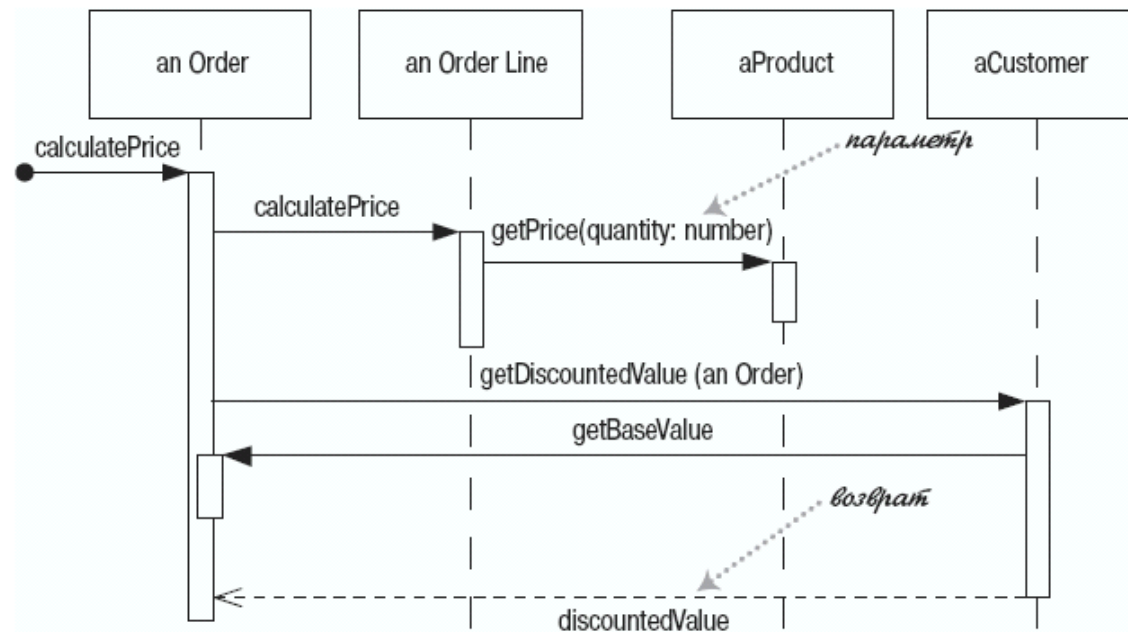 an Order
an Order Line
aProduct
aCustomer
calculatePrice
параметр
calculatePrice
getPrice(quantity: number)
getDiscountedValue (an Order)
getBaseValue
возврат
discountedValue